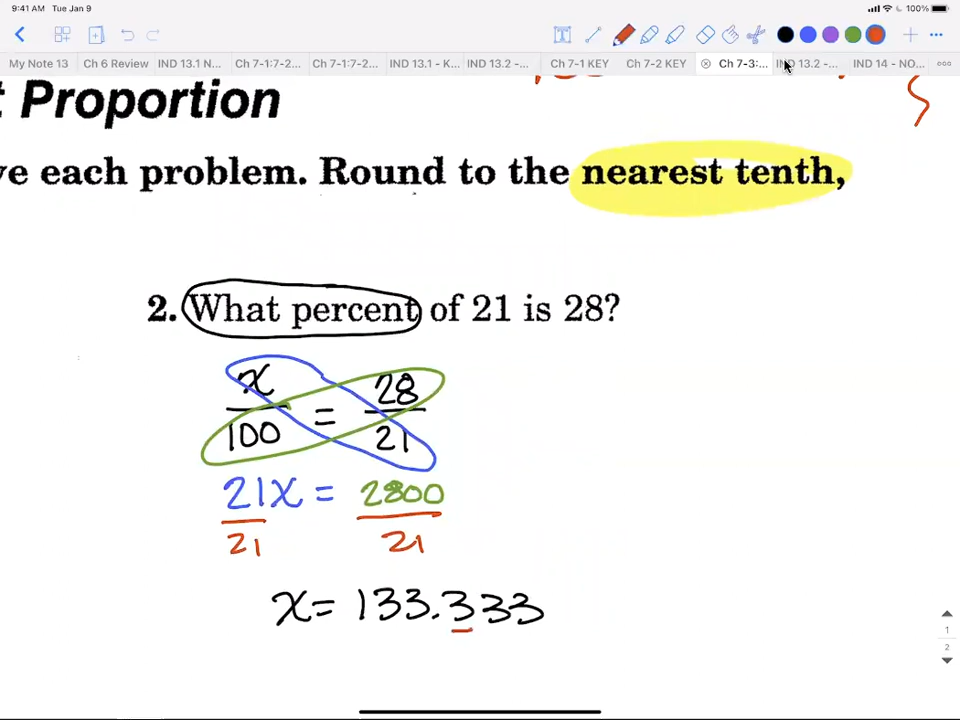 9:41 AM Tue Jan 9
100%
My Note 13 Ch 6 Review IND 13.1 N... Ch 7-1:7-2... Ch 7-1:7-2... IND 13.1 - K... IND 13.2 -... Ch 7-1 KEY Ch 7-2 KEY Ch 7-3:... IND 13.2 -... IND 14 - NO...
t Proportion
ve each problem. Round to the nearest tenth,
2. What percent of 21 is 28?
x/100 = 28/21
21x = 2800
21 21
x = 133.333
1
2